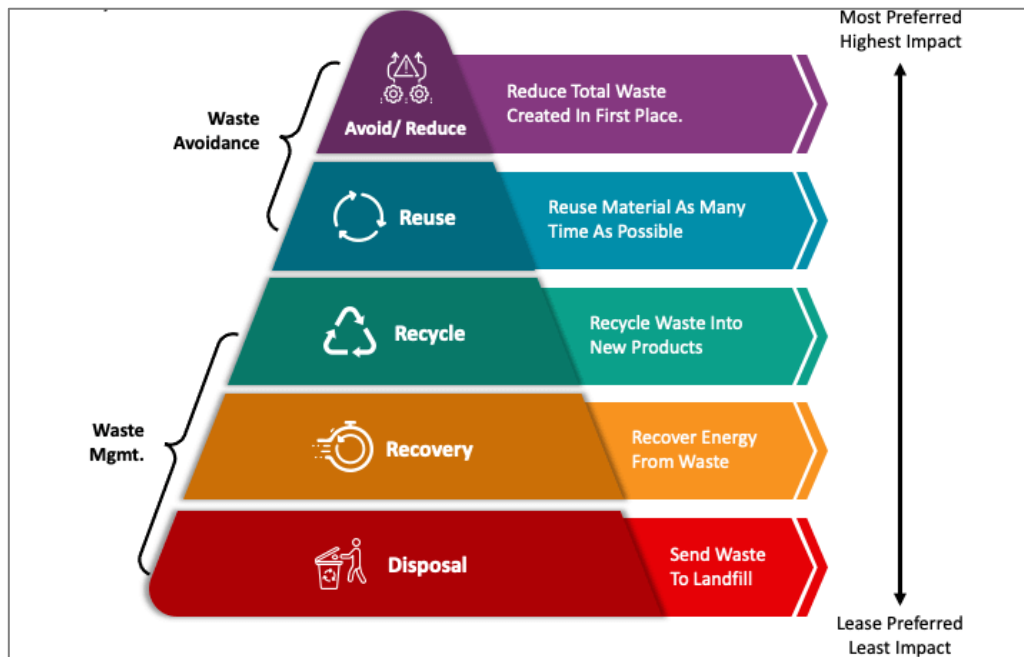 Most Preferred
Highest Impact
Reduce Total Waste
Created In First Place.
Waste
Avoidance
Avoid/ Reduce
Reuse
Reuse Material As Many
Time As Possible
Recycle
Recycle Waste Into
New Products
Waste
Mgmt.
Recovery
Recover Energy
From Waste
Disposal
Send Waste
To Landfill
Lease Preferred
Least Impact